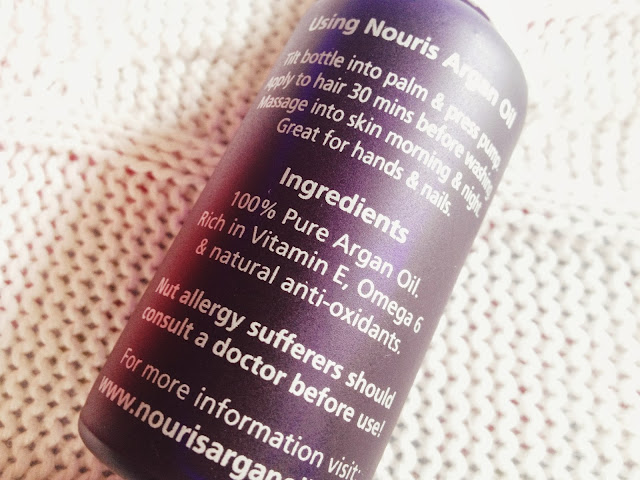 Using Nouris Argan Oil
Tilt bottle into palm & press pump.
Apply to hair 30 mins before washing.
Massage into skin morning & night.
Great for hands & nails.
Ingredients
100% Pure Argan Oil.
Rich in Vitamin E, Omega 6
& natural anti-oxidants.
Nut allergy sufferers should
consult a doctor before use!
For more information visit:
www.nourisargan